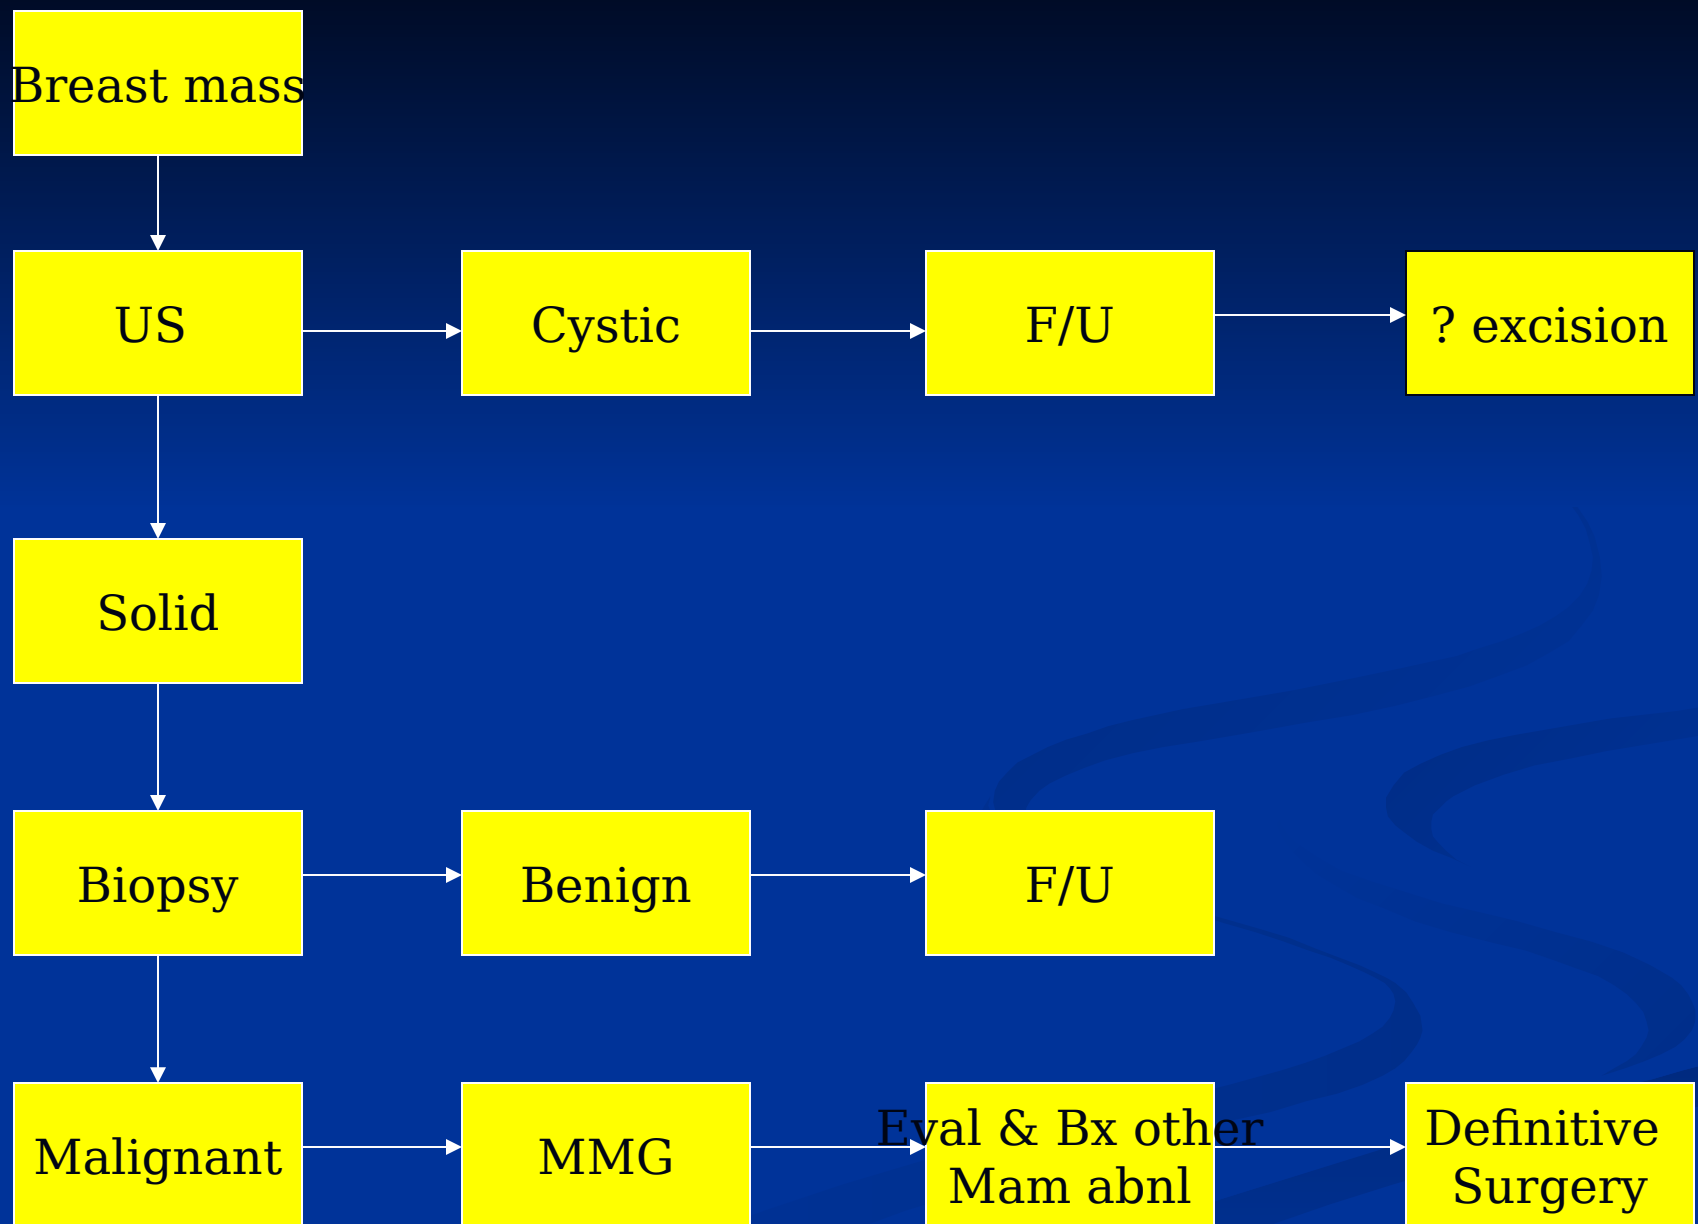 Breast mass
US
Cystic
F/U
? excision
Solid
Biopsy
Benign
F/U
Malignant
MMG
Eval & Bx other
Mam abnl
Definitive
Surgery